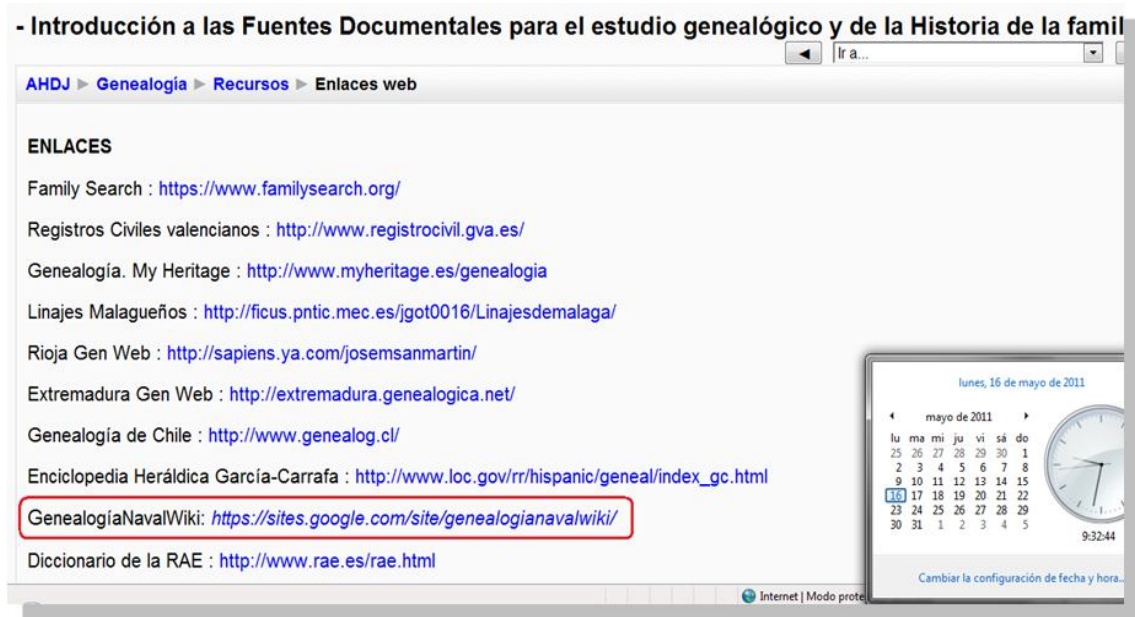 - Introducción a las Fuentes Documentales para el estudio genealógico y de la Historia de la famil
◄ Ir a...
AHDJ ► Genealogía ► Recursos ► Enlaces web
ENLACES
Family Search : https://www.familysearch.org/
Registros Civiles valencianos : http://www.registrocivil.gva.es/
Genealogía. My Heritage : http://www.myheritage.es/genealogia
Linajes Malagueños : http://ficus.pntic.mec.es/jgot0016/Linajesdemalaga/
Rioja Gen Web : http://sapiens.ya.com/josemsanmartin/
Extremadura Gen Web : http://extremadura.genealogica.net/
Genealogía de Chile : http://www.genealog.cl/
Enciclopedia Heráldica García-Carrafa : http://www.loc.gov/rr/hispanic/geneal/index_gc.html
GenealogíaNavalWiki: https://sites.google.com/site/genealogianavalwiki/
Diccionario de la RAE : http://www.rae.es/rae.html
lunes, 16 de mayo de 2011
mayo de 2011
lu ma mi ju vi sá do
25 26 27 28 29 30 1
2 3 4 5 6 7 8
9 10 11 12 13 14 15
16 17 18 19 20 21 22
23 24 25 26 27 28 29
30 31 1 2 3 4 5
9:32:44
Cambiar la configuración de fecha y hora...
Internet | Modo prote